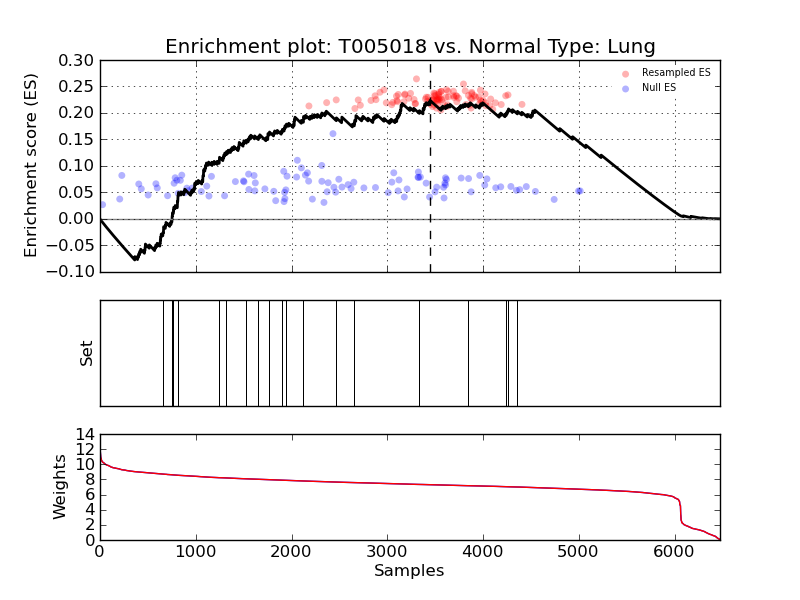 Enrichment plot: T005018 vs. Normal Type: Lung
Enrichment score (ES)
0.30
0.25
0.20
0.15
0.10
0.05
0.00
−0.05
−0.10
Resampled ES
Null ES
Set
Weights
14
12
10
8
6
4
2
0
0 1000 2000 3000 4000 5000 6000
Samples